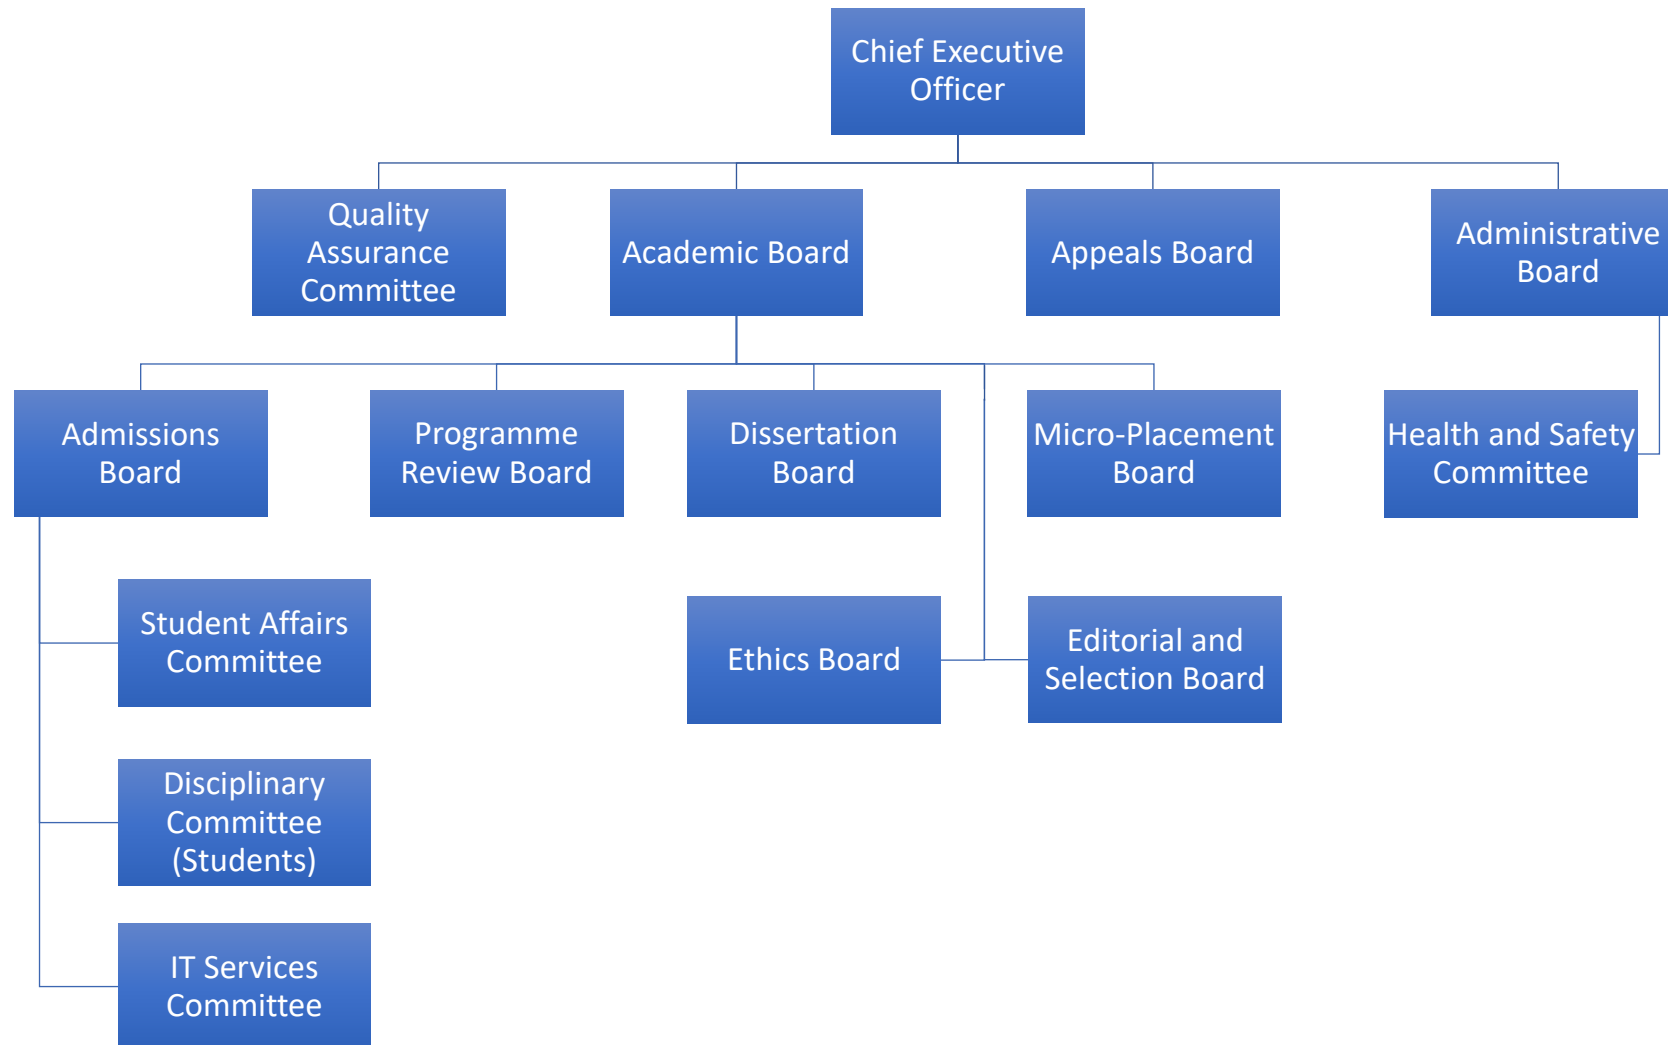 Chief Executive
Officer
Quality
Assurance
Committee
Academic Board
Appeals Board
Administrative
Board
Admissions
Board
Programme
Review Board
Dissertation
Board
Micro-Placement
Board
Health and Safety
Committee
Student Affairs
Committee
Ethics Board
Editorial and
Selection Board
Disciplinary
Committee
(Students)
IT Services
Committee